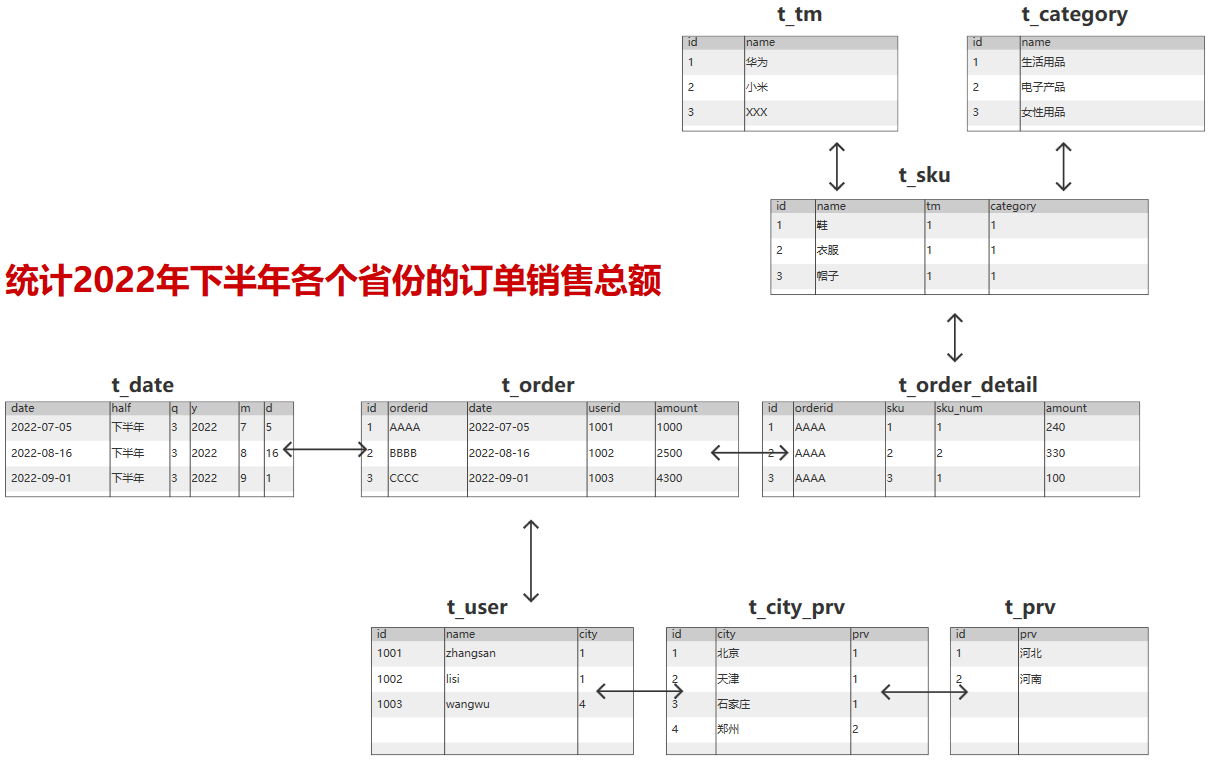 t_tm
id name
1 华为
2 小米
3 XXX
t_category
id name
1 生活用品
2 电子产品
3 女性用品
t_sku
id name tm category
1 鞋 1 1
2 衣服 1 1
3 帽子 1 1
统计2022年下半年各个省份的订单销售总额
t_date
date half q y m d
2022-07-05 下半年 3 2022 7 5
2022-08-16 下半年 3 2022 8 16
2022-09-01 下半年 3 2022 9 1
t_order
id orderid date userid amount
1 AAAA 2022-07-05 1001 1000
2 BBBB 2022-08-16 1002 2500
3 CCCC 2022-09-01 1003 4300
t_order_detail
id orderid sku sku_num amount
1 AAAA 1 1 240
2 AAAA 2 2 330
3 AAAA 3 1 100
t_user
id name city
1001 zhangsan 1
1002 lisi 1
1003 wangwu 4
t_city_prv
id city prv
1 北京 1
2 天津 1
3 石家庄 1
4 郑州 2
t_prv
id prv
1 河北
2 河南